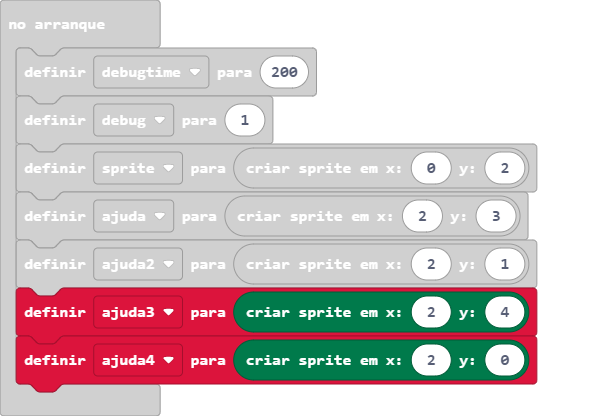 no arranque
definir debugtime para 200
definir debug para 1
definir sprite para criar sprite em x: 0 y: 2
definir ajuda para criar sprite em x: 2 y: 3
definir ajuda2 para criar sprite em x: 2 y: 1
definir ajuda3 para criar sprite em x: 2 y: 4
definir ajuda4 para criar sprite em x: 2 y: 0